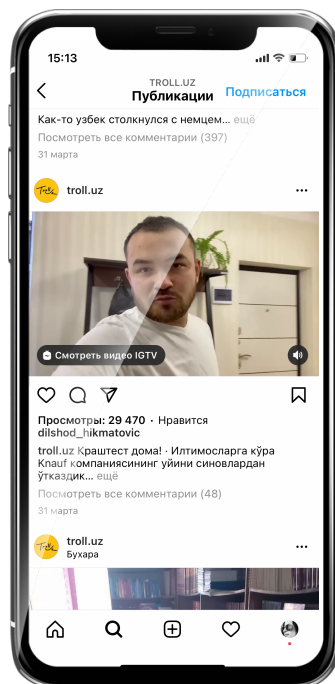 15:13
TROLL.UZ
Публикации
Подписаться
Как-то узбек столкнулся с немцем... ещё
Посмотреть все комментарии (397)
31 марта
Troll
troll.uz
Смотреть видео IGTV
Просмотры: 29 470 · Нравится
dilshod_hikmatovic
troll.uz Краштест дома! · Илтимосларга кўра
Knauf компаниясининг уйини синовлардан
ўтказдик... ещё
Посмотреть все комментарии (48)
31 марта
Troll
troll.uz
Бухара